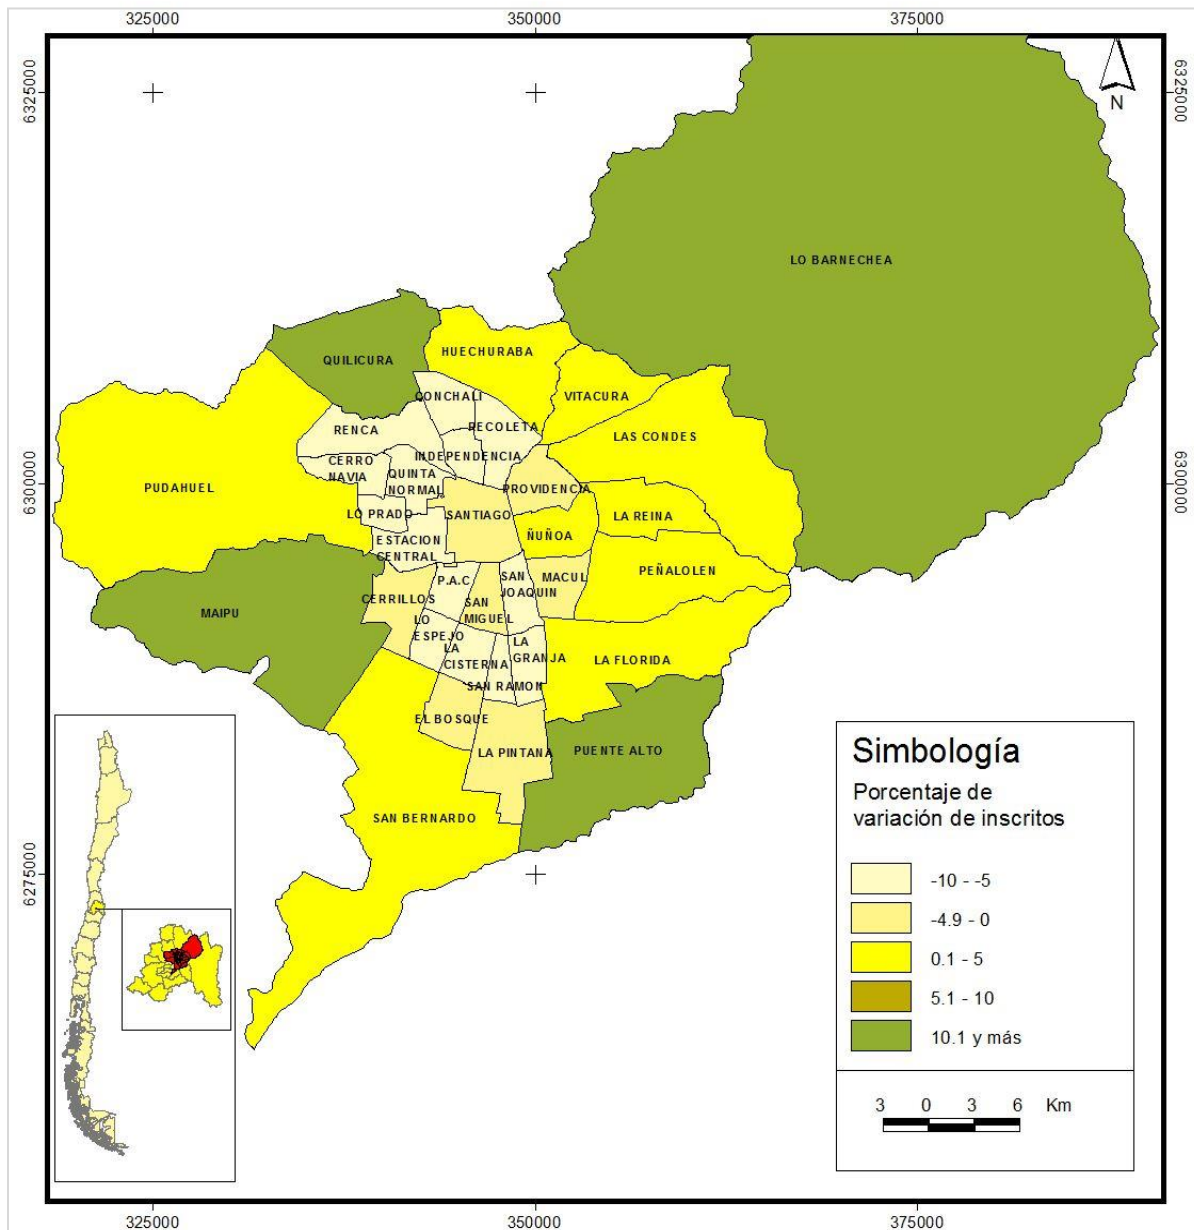 325000
350000
375000
6325000
6325000
N
LO BARNECHEA
QUILICURA
HUECHURABA
VITACURA
CONCHALI
RECOLETA
RENCA
LAS CONDES
INDEPENDENCIA
CERRO
NAVIA
QUINTA
NORMAL
PUDAHUEL
PROVIDENCIA
6300000
6300000
LO PRADO
SANTIAGO
LA REINA
ÑUÑOA
ESTACION
CENTRAL
PEÑALOLEN
P.A.C
SAN
JOAQUIN
MACUL
CERRILLOS
MAIPU
SAN
MIGUEL
LO
ESPEJO
LA
CISTERNA
LA
GRANJA
LA FLORIDA
SAN RAMON
EL BOSQUE
LA PINTANA
PUENTE ALTO
SAN BERNARDO
6275000
6275000
Simbología
Porcentaje de
variación de inscritos
-10 - -5
-4.9 - 0
0.1 - 5
5.1 - 10
10.1 y más
3 0 3 6 Km
325000
350000
375000